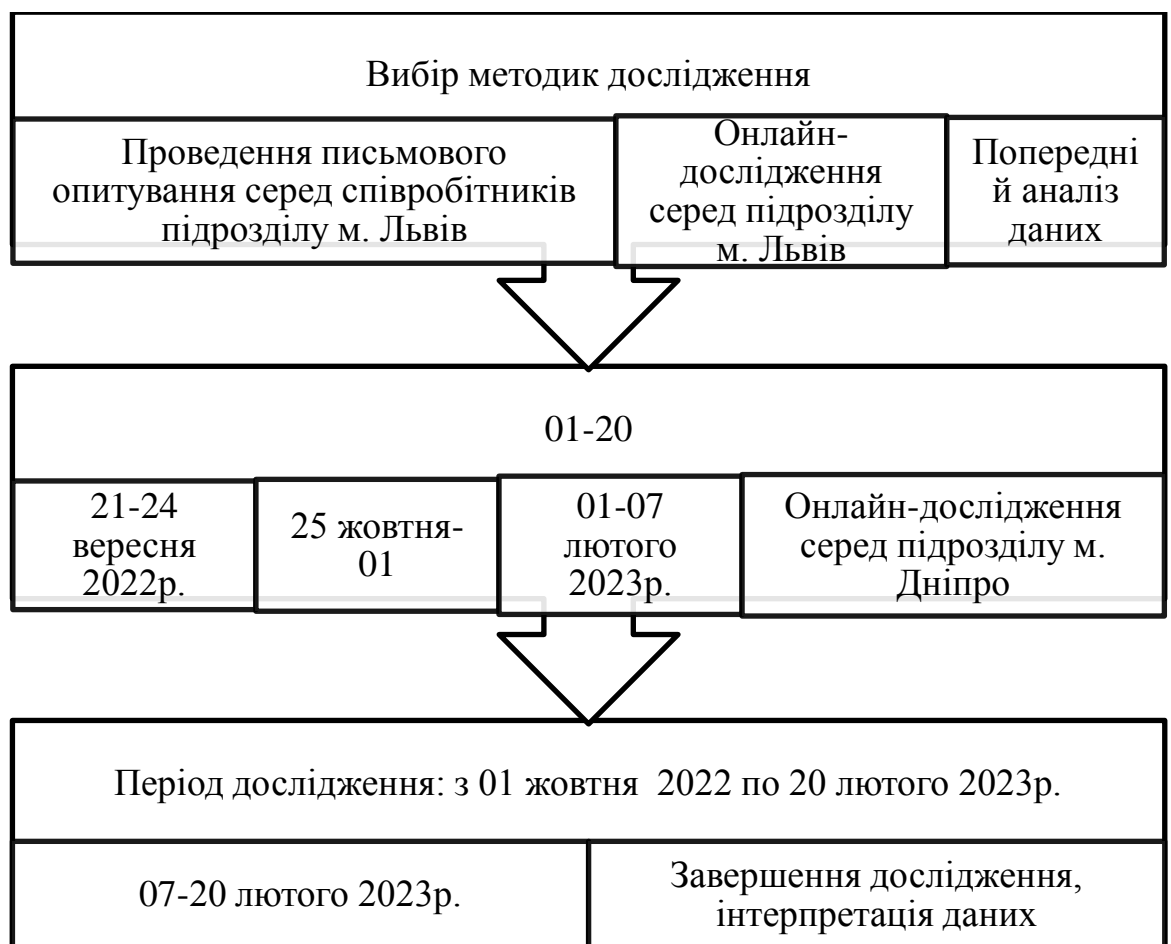 Вибір методик дослідження
Проведення письмового
опитування серед співробітників
підрозділу м. Львів
Онлайн-
дослідження
серед підрозділу
м. Львів
Попередні
й аналіз
даних
01-20
21-24
вересня
2022р.
25 жовтня-
01
01-07
лютого
2023р.
Онлайн-дослідження
серед підрозділу м.
Дніпро
Період дослідження: з 01 жовтня 2022 по 20 лютого 2023р.
07-20 лютого 2023р.
Завершення дослідження,
інтерпретація даних